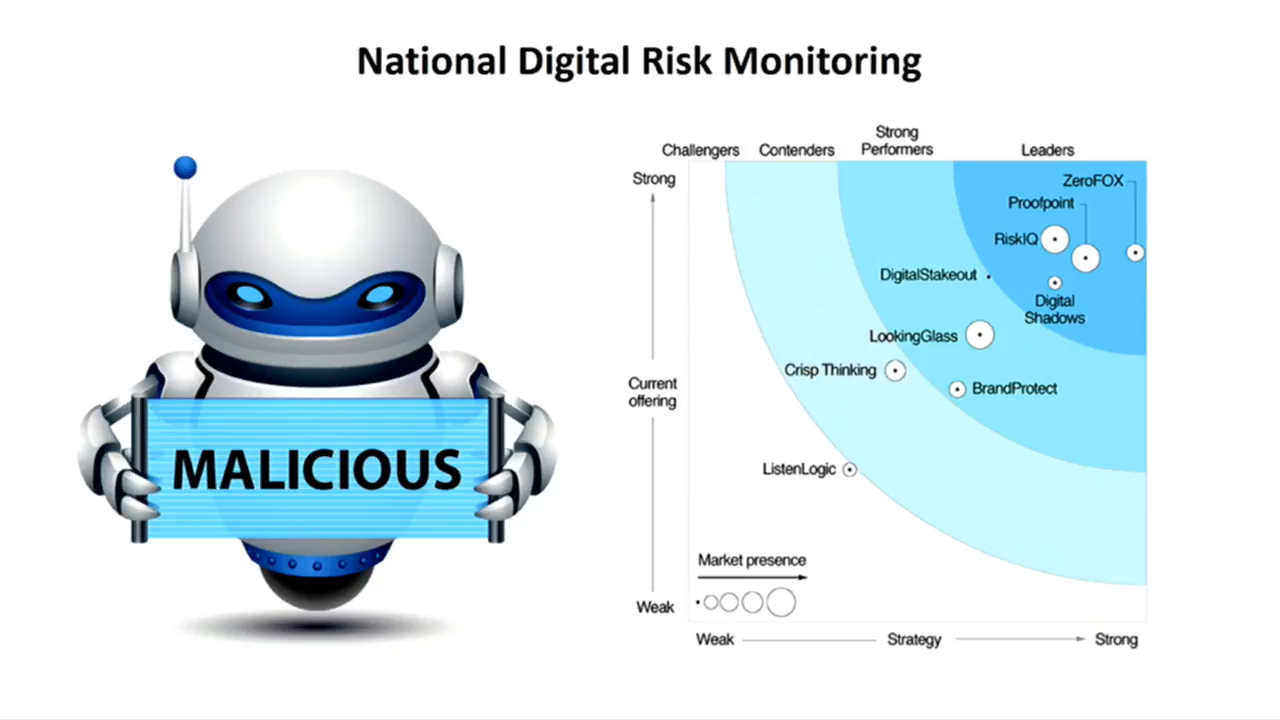 National Digital Risk Monitoring
MALICIOUS
Challengers
Contenders
Strong
Performers
Leaders
Strong
ZeroFOX
Proofpoint
RiskIQ
DigitalStakeout
Digital
Shadows
LookingGlass
Crisp Thinking
Current
offering
BrandProtect
ListenLogic
Market presence
Weak
Weak
Strategy
Strong